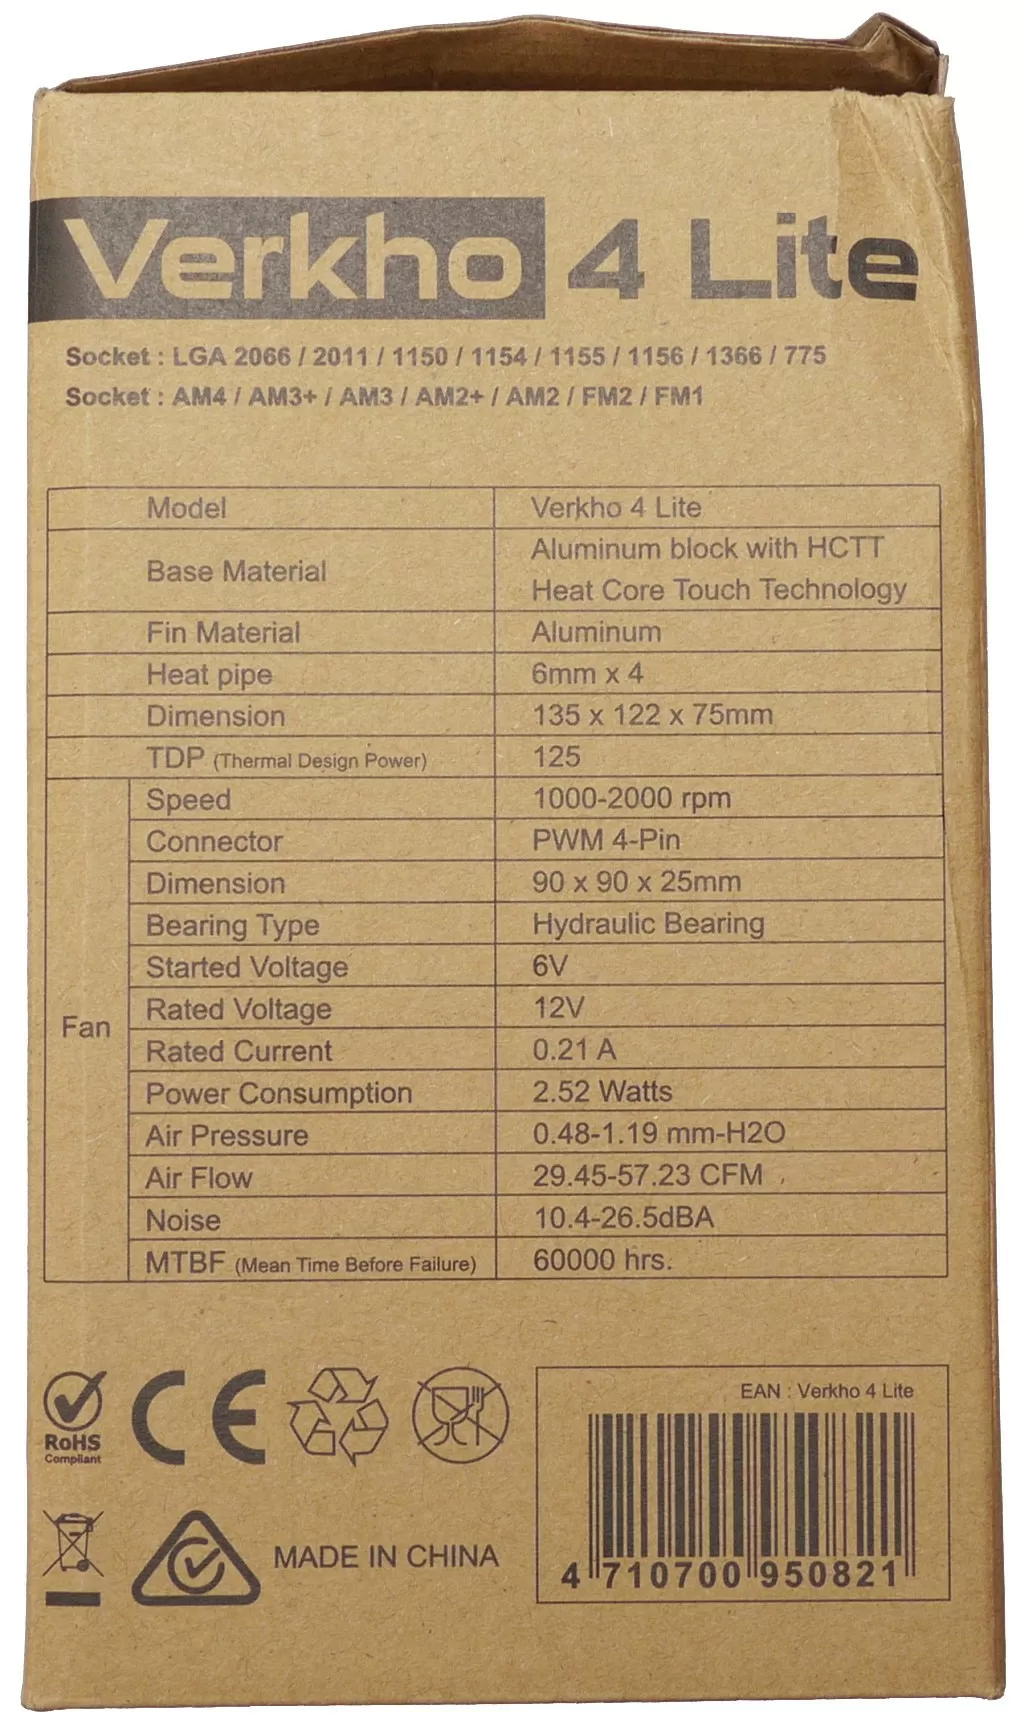 Verkho 4 Lite
Socket : LGA 2066 / 2011 / 1150 / 1154 / 1155 / 1156 / 1366 / 775
Socket : AM4 / AM3+ / AM3 / AM2+ / AM2 / FM2 / FM1
Model Verkho 4 Lite
Base Material Aluminum block with HCTT
Heat Core Touch Technology
Fin Material Aluminum
Heat pipe 6mm x 4
Dimension 135 x 122 x 75mm
TDP (Thermal Design Power) 125
Fan
Speed 1000-2000 rpm
Connector PWM 4-Pin
Dimension 90 x 90 x 25mm
Bearing Type Hydraulic Bearing
Started Voltage 6V
Rated Voltage 12V
Rated Current 0.21 A
Power Consumption 2.52 Watts
Air Pressure 0.48-1.19 mm-H2O
Air Flow 29.45-57.23 CFM
Noise 10.4-26.5dBA
MTBF (Mean Time Before Failure) 60000 hrs.
RoHS
Compliant
CE
EAN : Verkho 4 Lite
4 710700 950821
MADE IN CHINA